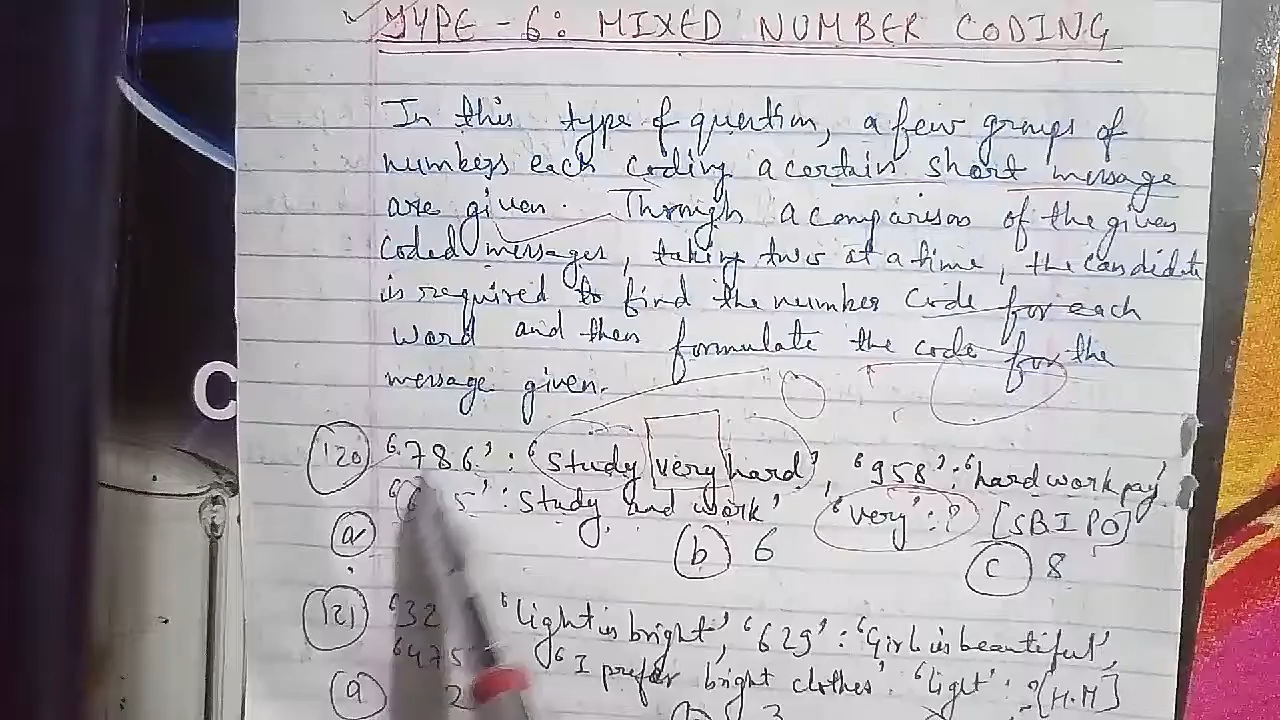 TYPE - 6: MIXED NUMBER CODING
In this type of question, a few groups of
numbers each coding a certain short message
are given. Through a comparison of the given
coded messages, taking two at a time, the candidate
is required to find the number code for each
word and then formulate the code for the
message given.
C
120 '786' : 'study very hard', '958' : 'hard work pay'
5' : study and work' 'very' : ? [SBI PO]
a b 6 c 8
121 '32 'light is bright', '629' : 'Girl is beautiful',
'475 'I prefer bright clothes'. 'light' : ? [H.M]
a 2 3